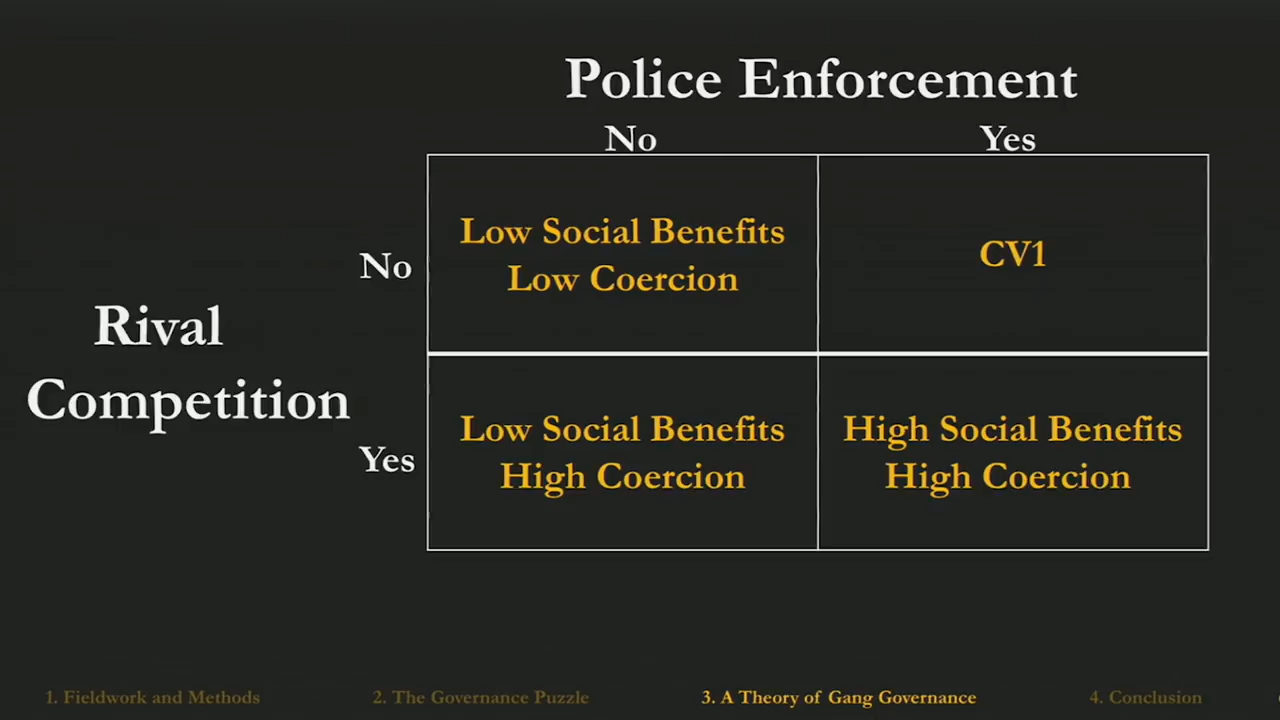 Police Enforcement
No
Yes
Low Social Benefits
Low Coercion
CV1
No
Rival
Competition
Yes
Low Social Benefits
High Coercion
High Social Benefits
High Coercion
1. Fieldwork and Methods
2. The Governance Puzzle
3. A Theory of Gang Governance
4. Conclusion